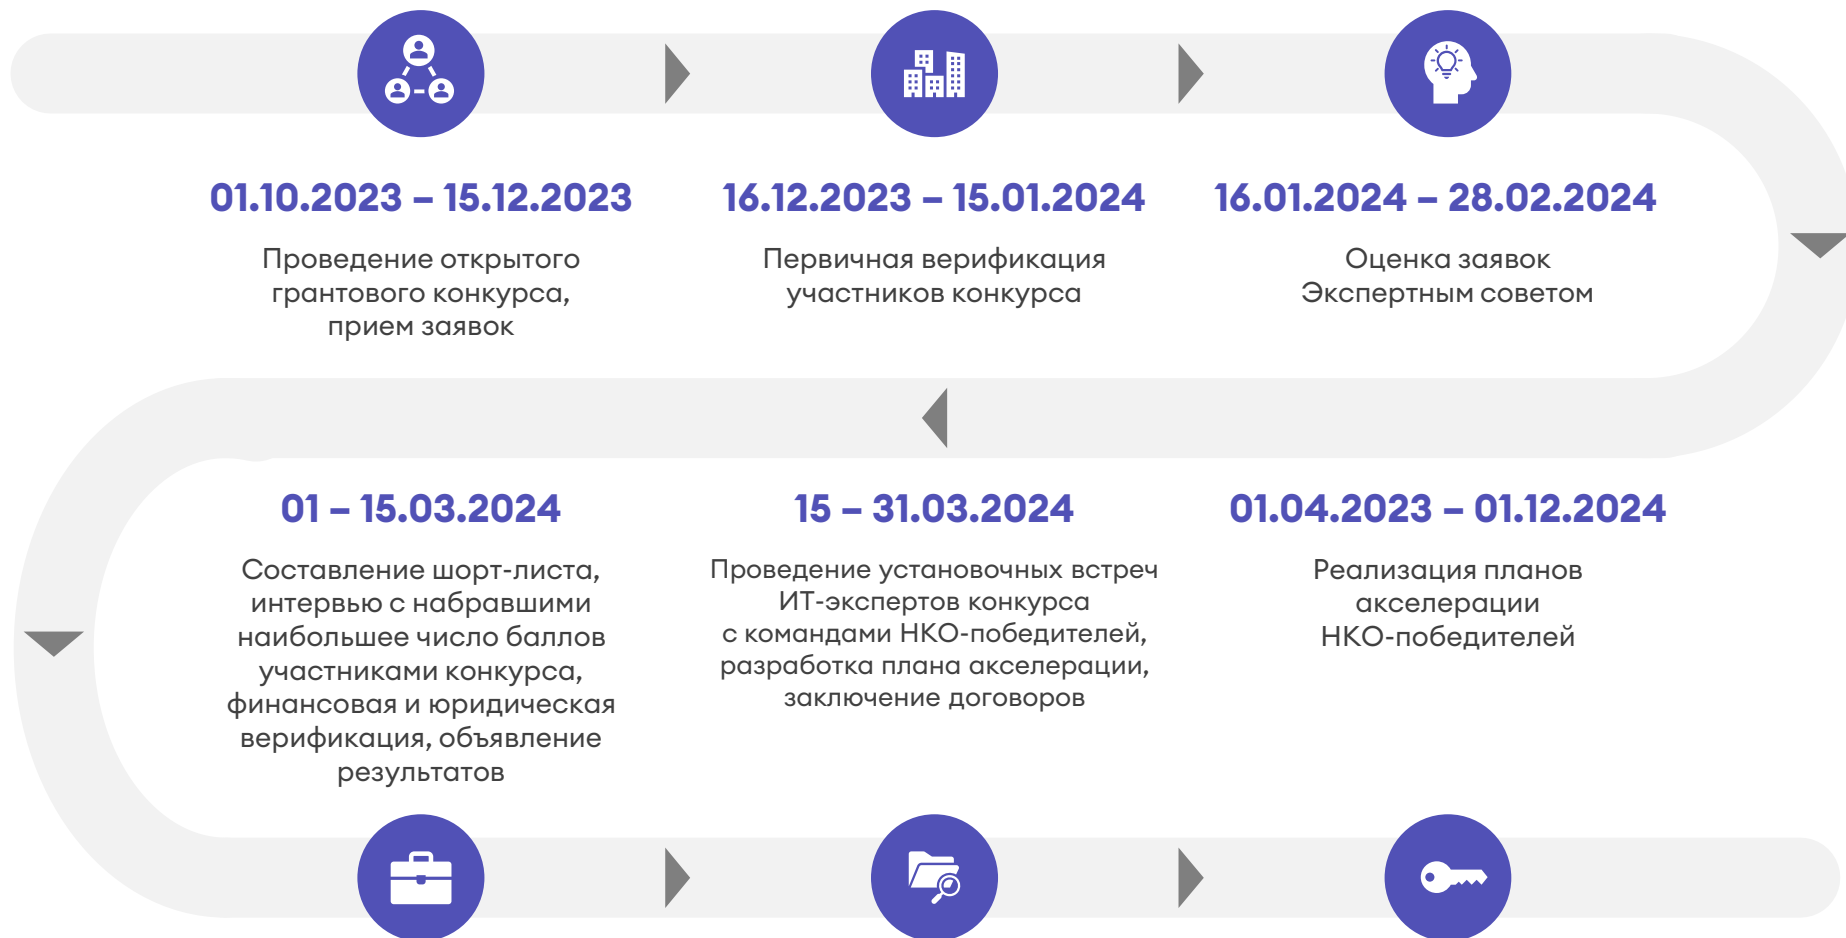 01.10.2023 – 15.12.2023
Проведение открытого
грантового конкурса,
прием заявок
16.12.2023 – 15.01.2024
Первичная верификация
участников конкурса
16.01.2024 – 28.02.2024
Оценка заявок
Экспертным советом
01 – 15.03.2024
Составление шорт-листа,
интервью с набравшими
наибольшее число баллов
участниками конкурса,
финансовая и юридическая
верификация, объявление
результатов
15 – 31.03.2024
Проведение установочных встреч
ИТ-экспертов конкурса
с командами НКО-победителей,
разработка плана акселерации,
заключение договоров
01.04.2023 – 01.12.2024
Реализация планов
акселерации
НКО-победителей